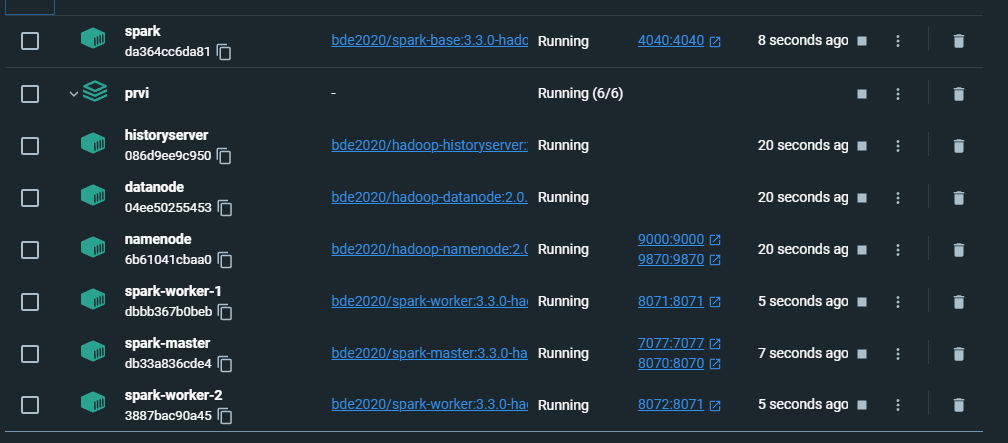 spark
da364cc6da81
bde2020/spark-base:3.3.0-hado
Running
4040:4040
8 seconds ago
prvi
-
Running (6/6)
historyserver
086d9ee9c950
bde2020/hadoop-historyserver:
Running
20 seconds ag
datanode
04ee50255453
bde2020/hadoop-datanode:2.0.
Running
20 seconds ag
namenode
6b61041cbaa0
bde2020/hadoop-namenode:2.0
Running
9000:9000
9870:9870
20 seconds ag
spark-worker-1
dbbb367b0beb
bde2020/spark-worker:3.3.0-ha
Running
8071:8071
5 seconds ago
spark-master
db33a836cde4
bde2020/spark-master:3.3.0-ha
Running
7077:7077
8070:8070
7 seconds ago
spark-worker-2
3887bac90a45
bde2020/spark-worker:3.3.0-ha
Running
8072:8071
5 seconds ago